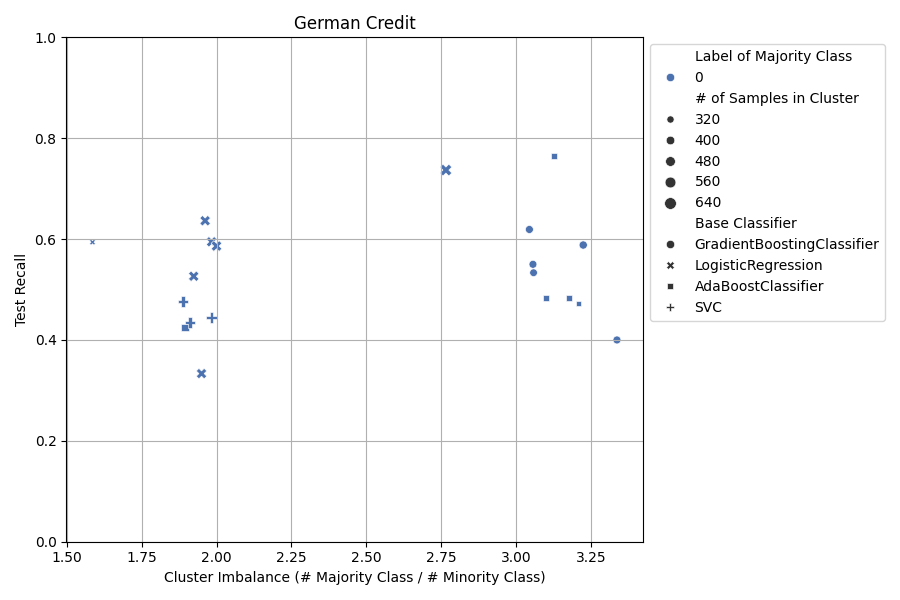 German Credit
1.0
0.8
0.6
0.4
0.2
0.0
Test Recall
1.50 1.75 2.00 2.25 2.50 2.75 3.00 3.25
Cluster Imbalance (# Majority Class / # Minority Class)
Label of Majority Class
0
# of Samples in Cluster
320
400
480
560
640
Base Classifier
GradientBoostingClassifier
LogisticRegression
AdaBoostClassifier
SVC